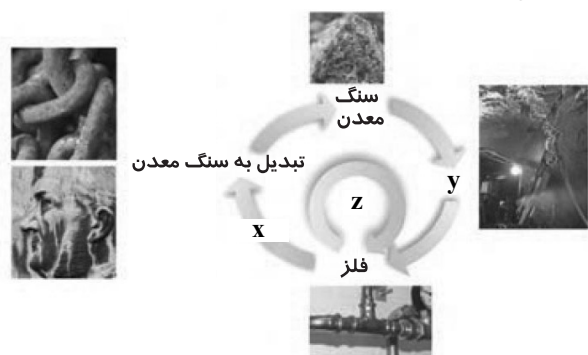 سنگ
معدن
تبدیل به سنگ معدن
y
z
x
فلز